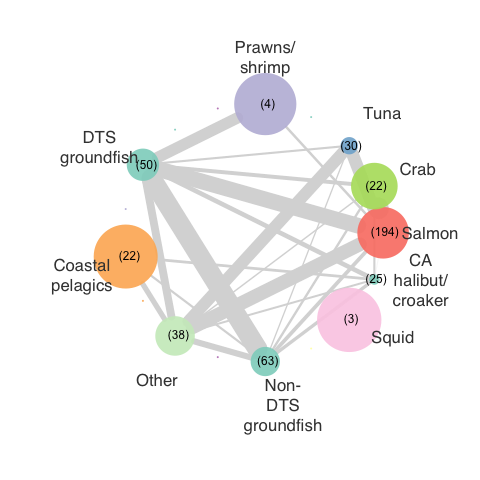 Prawns/
shrimp
(4)
Tuna
(30)
DTS
groundfish
(50)
Crab
(22)
Salmon
(194)
CA
halibut/
croaker
(25)
Coastal
pelagics
(22)
Squid
(3)
Other
(38)
Non-
DTS
groundfish
(63)